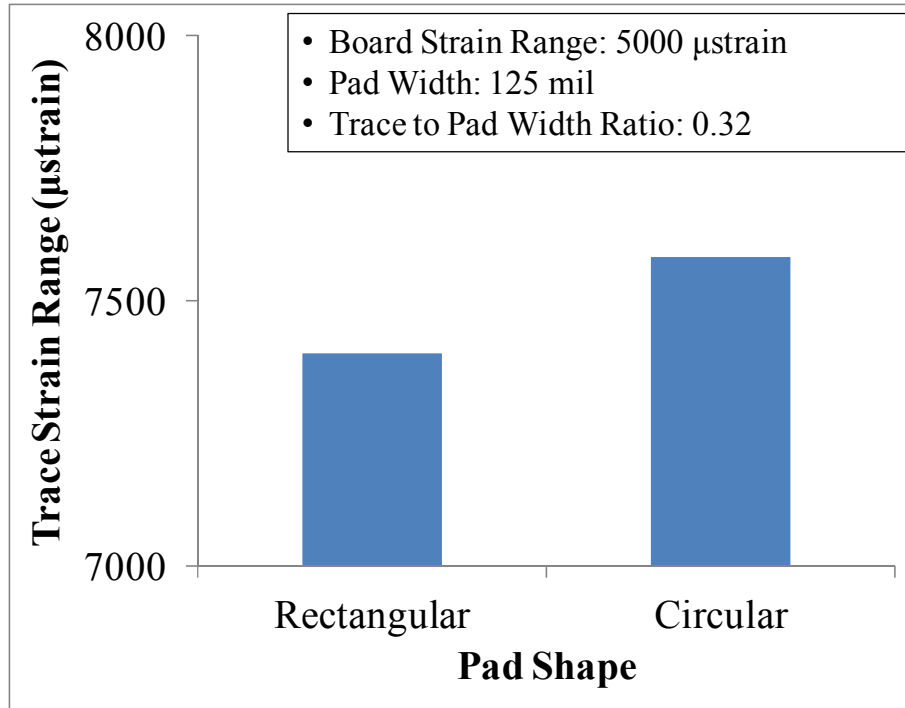 8000
• Board Strain Range: 5000 μstrain
• Pad Width: 125 mil
• Trace to Pad Width Ratio: 0.32
Trace Strain Range (μstrain)
7500
7000
Rectangular Circular
Pad Shape